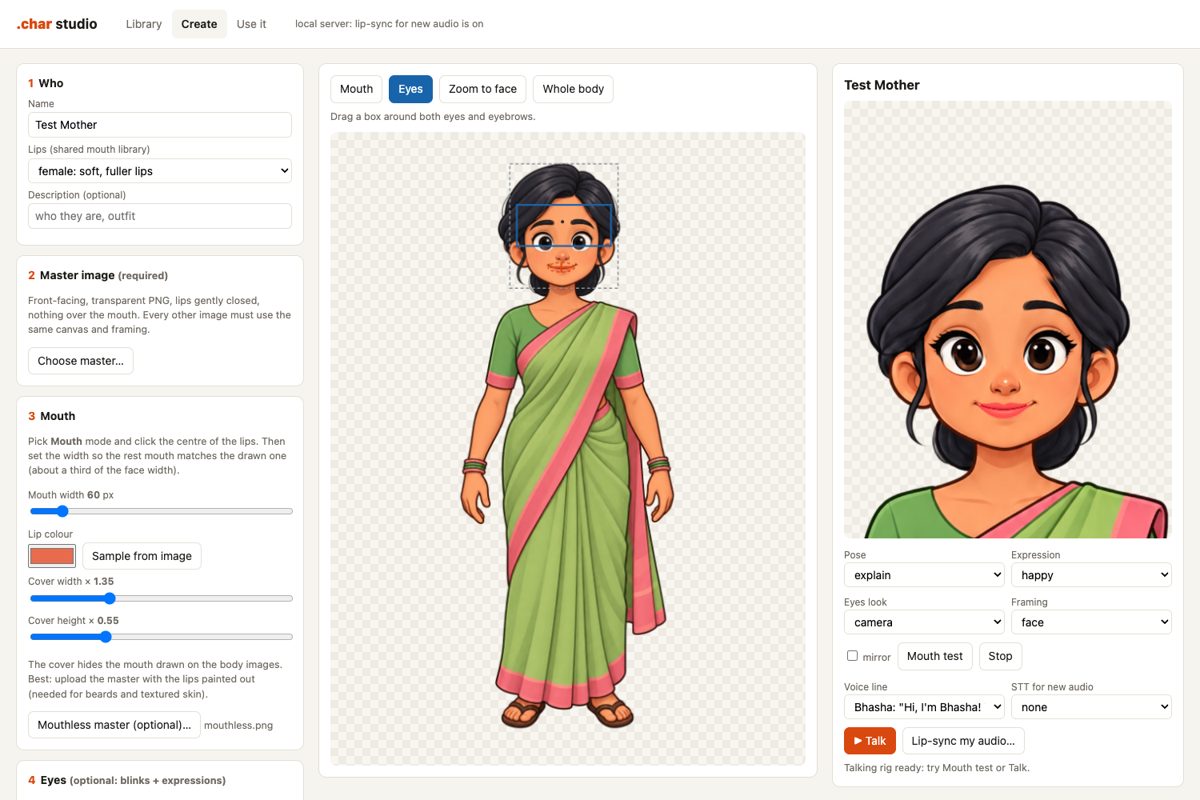 .char studio
Library
Create
Use it
local server: lip-sync for new audio is on
1 Who
Name
Test Mother
Lips (shared mouth library)
female: soft, fuller lips
Description (optional)
who they are, outfit
2 Master image (required)
Front-facing, transparent PNG, lips gently closed,
nothing over the mouth. Every other image must use the
same canvas and framing.
Choose master...
3 Mouth
Pick Mouth mode and click the centre of the lips. Then
set the width so the rest mouth matches the drawn one
(about a third of the face width).
Mouth width 60 px
Lip colour
Sample from image
Cover width × 1.35
Cover height × 0.55
The cover hides the mouth drawn on the body images.
Best: upload the master with the lips painted out
(needed for beards and textured skin).
Mouthless master (optional)...
mouthless.png
4 Eyes (optional: blinks + expressions)
Mouth
Eyes
Zoom to face
Whole body
Drag a box around both eyes and eyebrows.
Test Mother
Pose
Expression
explain
happy
Eyes look
Framing
camera
face
mirror
Mouth test
Stop
Voice line
STT for new audio
Bhasha: "Hi, I'm Bhasha!
none
▶ Talk
Lip-sync my audio...
Talking rig ready: try Mouth test or Talk.